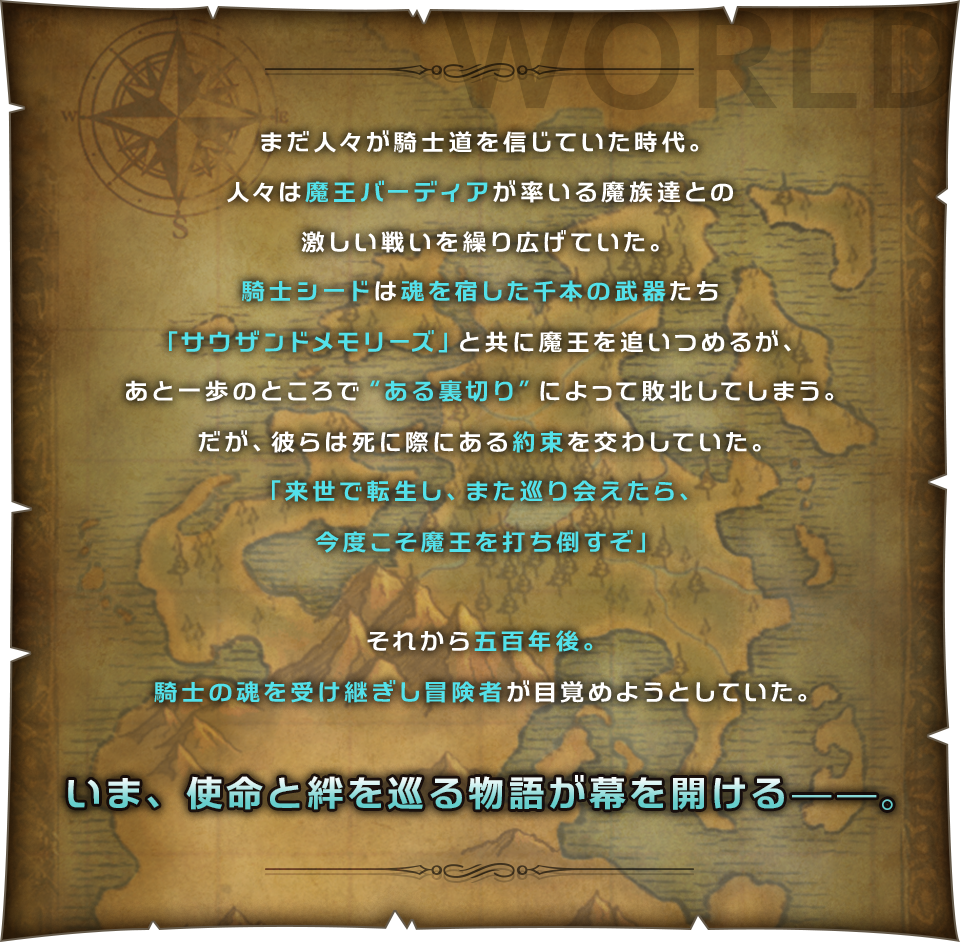 WORLD
W
E
S
まだ人々が騎士道を信じていた時代。
人々は魔王バーディアが率いる魔族達との
激しい戦いを繰り広げていた。
騎士シードは魂を宿した千本の武器たち
「サウザンドメモリーズ」と共に魔王を追いつめるが、
あと一歩のところで“ある裏切り”によって敗北してしまう。
だが、彼らは死に際にある約束を交わしていた。
「来世で転生し、また巡り会えたら、
今度こそ魔王を打ち倒すぞ」
それから五百年後。
騎士の魂を受け継ぎし冒険者が目覚めようとしていた。
いま、使命と絆を巡る物語が幕を開ける――。